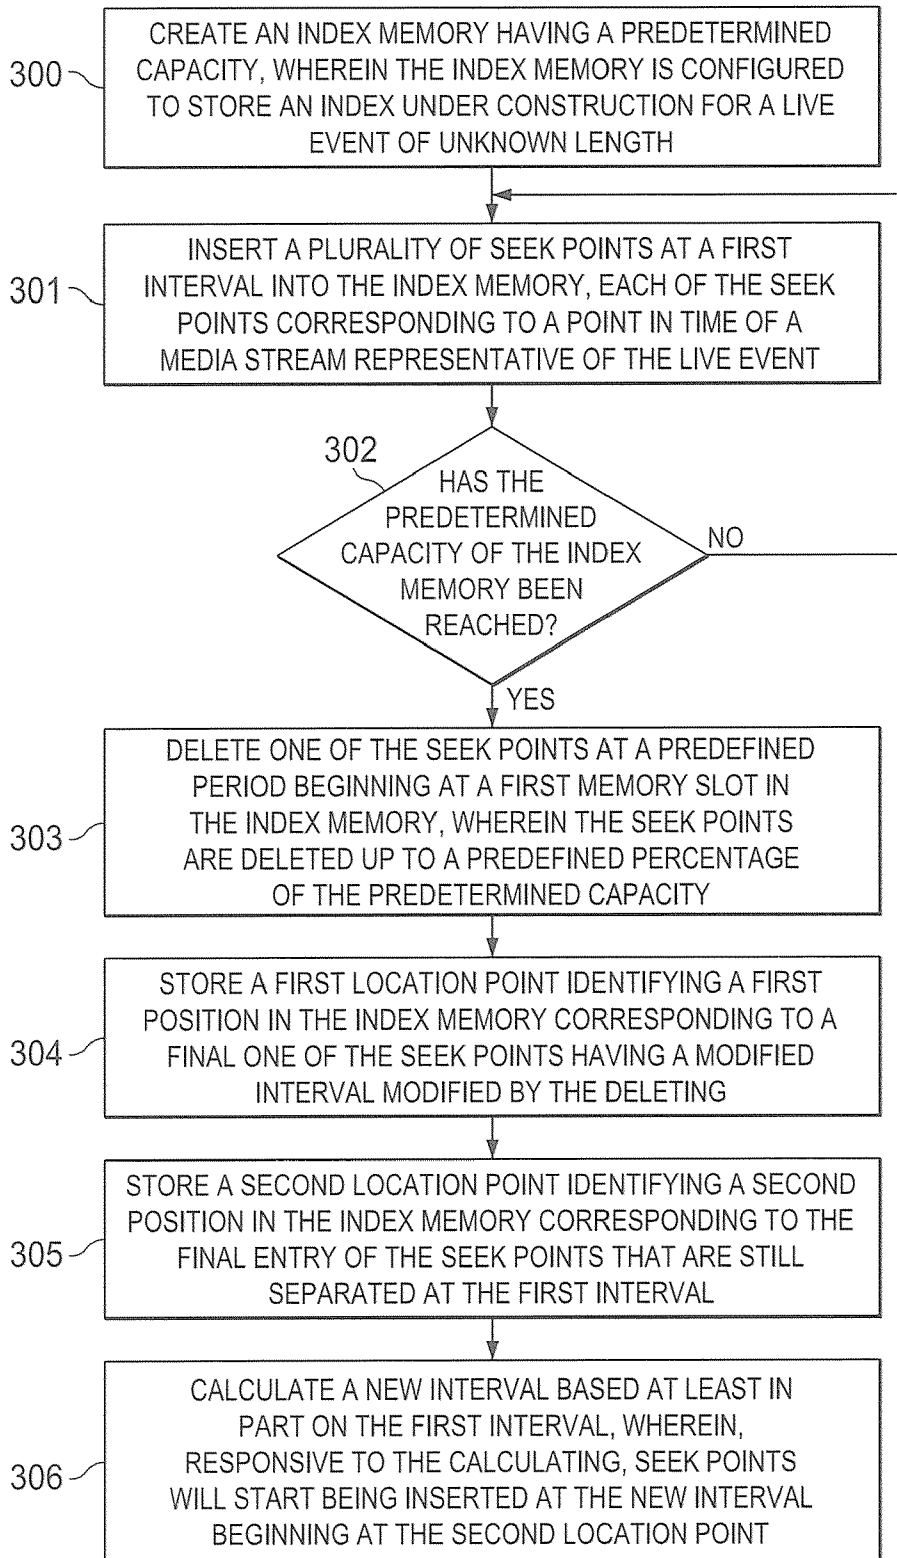 300
CREATE AN INDEX MEMORY HAVING A PREDETERMINED
CAPACITY, WHEREIN THE INDEX MEMORY IS CONFIGURED
TO STORE AN INDEX UNDER CONSTRUCTION FOR A LIVE
EVENT OF UNKNOWN LENGTH
301
INSERT A PLURALITY OF SEEK POINTS AT A FIRST
INTERVAL INTO THE INDEX MEMORY, EACH OF THE SEEK
POINTS CORRESPONDING TO A POINT IN TIME OF A
MEDIA STREAM REPRESENTATIVE OF THE LIVE EVENT
302
HAS THE
PREDETERMINED
CAPACITY OF THE INDEX
MEMORY BEEN
REACHED?
NO
YES
303
DELETE ONE OF THE SEEK POINTS AT A PREDEFINED
PERIOD BEGINNING AT A FIRST MEMORY SLOT IN
THE INDEX MEMORY, WHEREIN THE SEEK POINTS
ARE DELETED UP TO A PREDEFINED PERCENTAGE
OF THE PREDETERMINED CAPACITY
304
STORE A FIRST LOCATION POINT IDENTIFYING A FIRST
POSITION IN THE INDEX MEMORY CORRESPONDING TO A
FINAL ONE OF THE SEEK POINTS HAVING A MODIFIED
INTERVAL MODIFIED BY THE DELETING
305
STORE A SECOND LOCATION POINT IDENTIFYING A SECOND
POSITION IN THE INDEX MEMORY CORRESPONDING TO THE
FINAL ENTRY OF THE SEEK POINTS THAT ARE STILL
SEPARATED AT THE FIRST INTERVAL
306
CALCULATE A NEW INTERVAL BASED AT LEAST IN
PART ON THE FIRST INTERVAL, WHEREIN,
RESPONSIVE TO THE CALCULATING, SEEK POINTS
WILL START BEING INSERTED AT THE NEW INTERVAL
BEGINNING AT THE SECOND LOCATION POINT